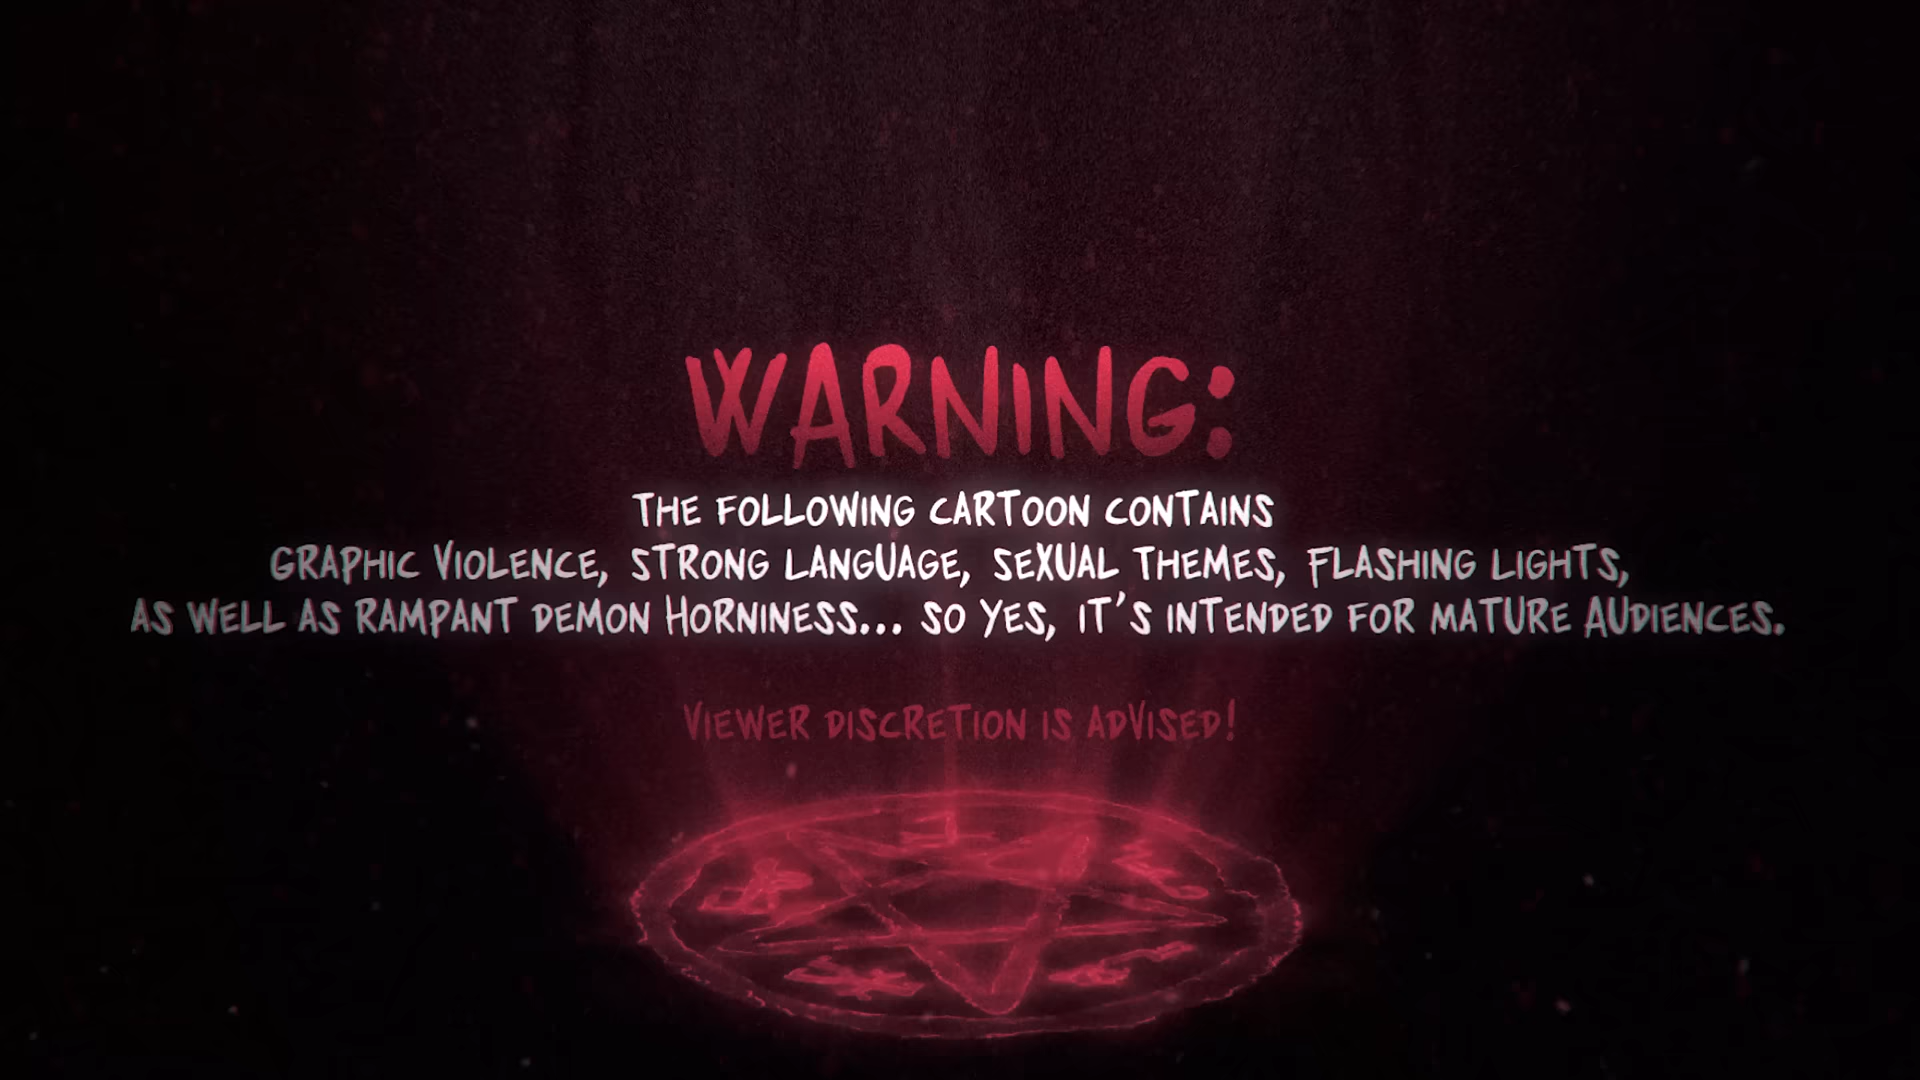 WARNING:
THE FOLLOWING CARTOON CONTAINS
GRAPHIC VIOLENCE, STRONG LANGUAGE, SEXUAL THEMES, FLASHING LIGHTS,
AS WELL AS RAMPANT DEMON HORNINESS... SO YES, IT'S INTENDED FOR MATURE AUDIENCES.
VIEWER DISCRETION IS ADVISED!